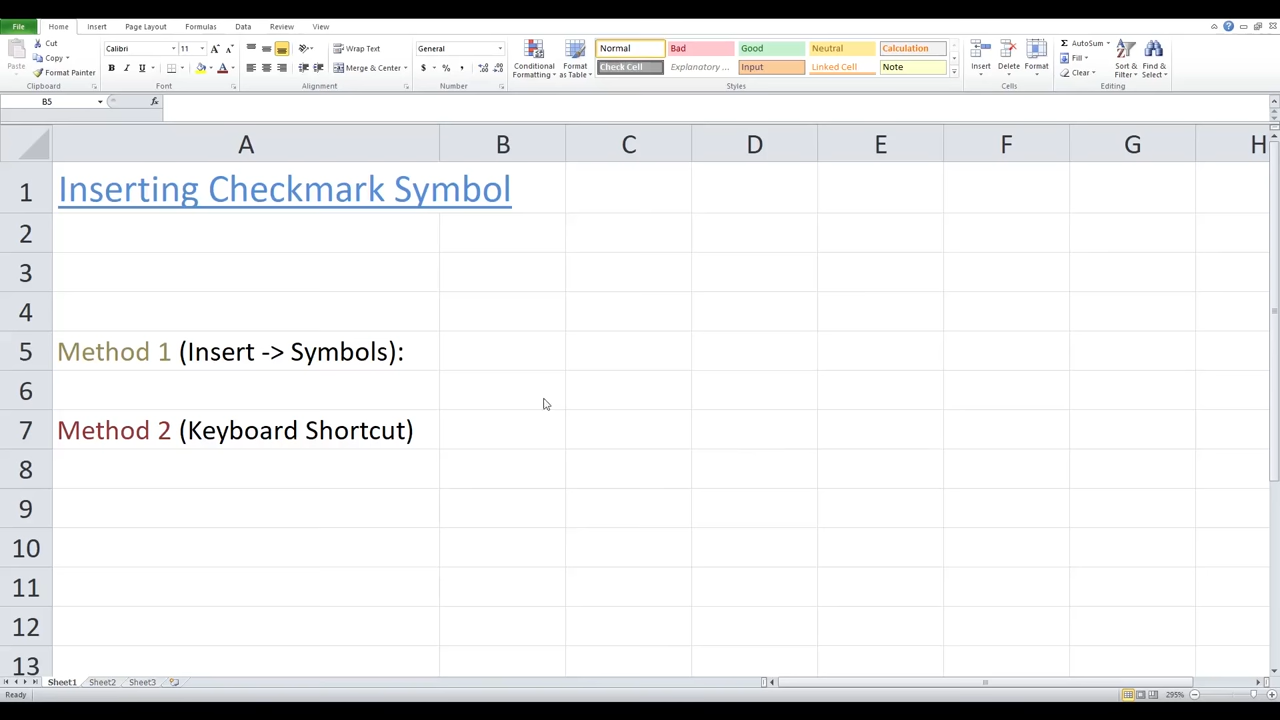 File Home Insert Page Layout Formulas Data Review View
Cut
Copy
Format Painter
Paste
Clipboard
Calibri 11
B I U
Font
Wrap Text
Merge & Center
Alignment
General
$ % ,
Number
Conditional Formatting
Format as Table
Normal Bad Good Neutral Calculation
Check Cell Explanatory ... Input Linked Cell Note
Styles
Insert Delete Format
Cells
AutoSum
Fill
Clear
Sort & Filter
Find & Select
Editing
B5 fx
A B C D E F G H
1 Inserting Checkmark Symbol
2
3
4
5 Method 1 (Insert -> Symbols):
6
7 Method 2 (Keyboard Shortcut)
8
9
10
11
12
13
Sheet1 Sheet2 Sheet3
Ready 295%